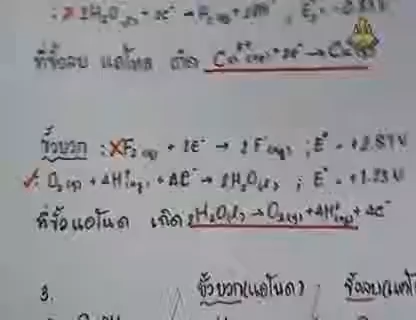 : × 2H₂O(l) + 2e⁻ →
ที่ขั้วลบ แคโทด เกิด Cu²⁺(aq) + 2e⁻ → Cu
ขั้วบวก : × F₂(g) + 2e⁻ → 2F⁻(aq) ; E° = +2.87 V
✓ : O₂(g) + 4H⁺(aq) + 4e⁻ → 2H₂O(l) ; E° = +1.23 V
ที่ขั้วแอโนด เกิด 2H₂O(l) → O₂(g) + 4H⁺(aq) + 4e⁻
3. ขั้วบวก(แอโนด) ขั้วลบ(แคโ